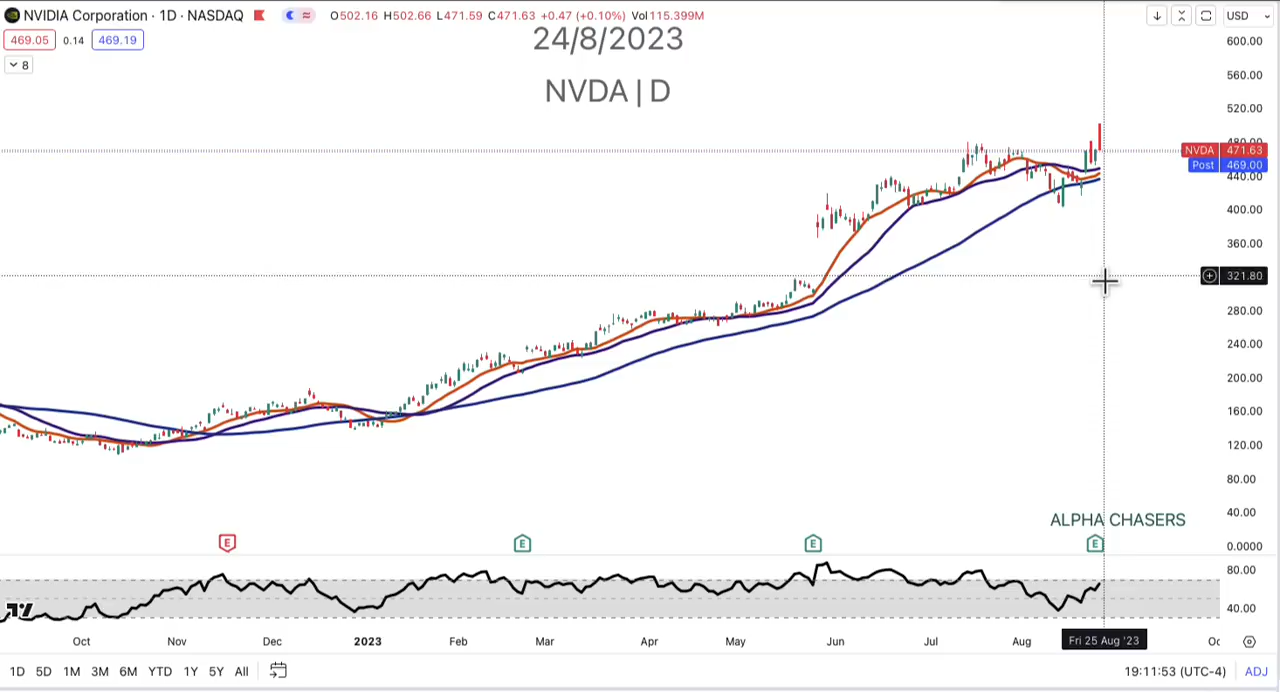 NVIDIA Corporation · 1D · NASDAQ O502.16 H502.66 L471.59 C471.63 +0.47 (+0.10%) Vol115.399M USD
469.05 0.14 469.19
8
24/8/2023
NVDA | D
600.00
560.00
520.00
480.00
NVDA 471.63
Post 469.00
440.00
400.00
360.00
321.80
280.00
240.00
200.00
160.00
120.00
80.00
40.00
ALPHA CHASERS
E E E E
0.0000
80.00
40.00
Oct Nov Dec 2023 Feb Mar Apr May Jun Jul Aug Fri 25 Aug '23 Oc
1D 5D 1M 3M 6M YTD 1Y 5Y All 19:11:53 (UTC-4) ADJ